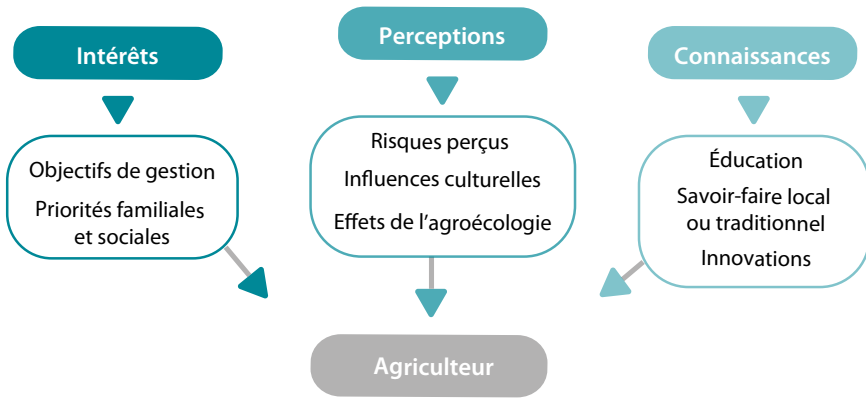 Intérêts
Objectifs de gestion
Priorités familiales
et sociales
Perceptions
Risques perçus
Influences culturelles
Effets de l’agroécologie
Connaissances
Éducation
Savoir-faire local
ou traditionnel
Innovations
Agriculteur